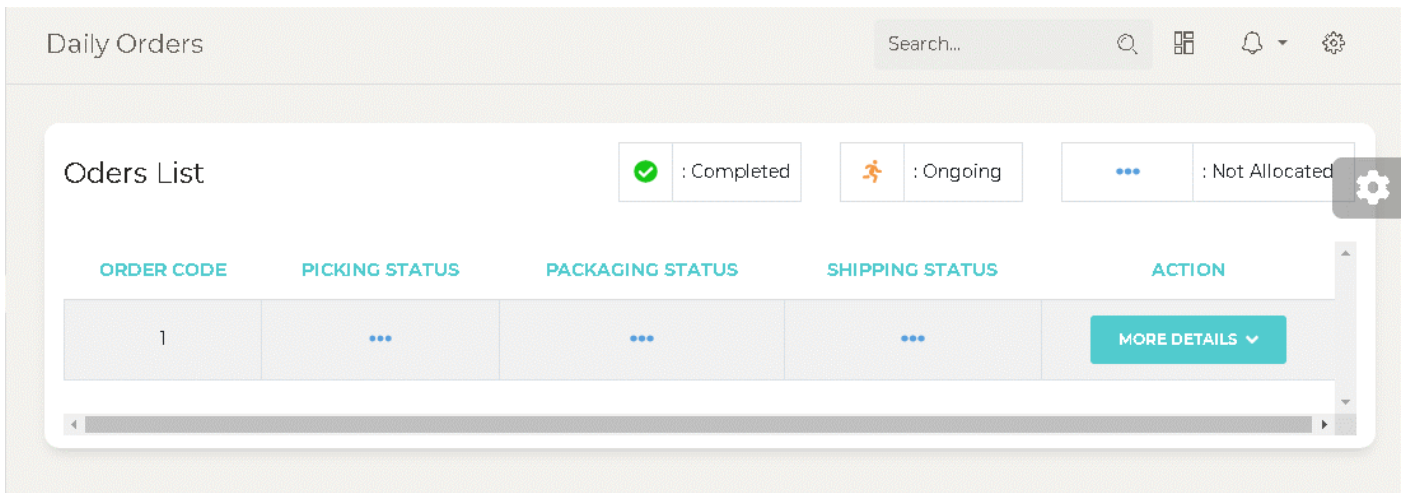 Daily Orders
Search...
Oders List
: Completed
: Ongoing
: Not Allocated
ORDER CODE PICKING STATUS PACKAGING STATUS SHIPPING STATUS ACTION
1 MORE DETAILS